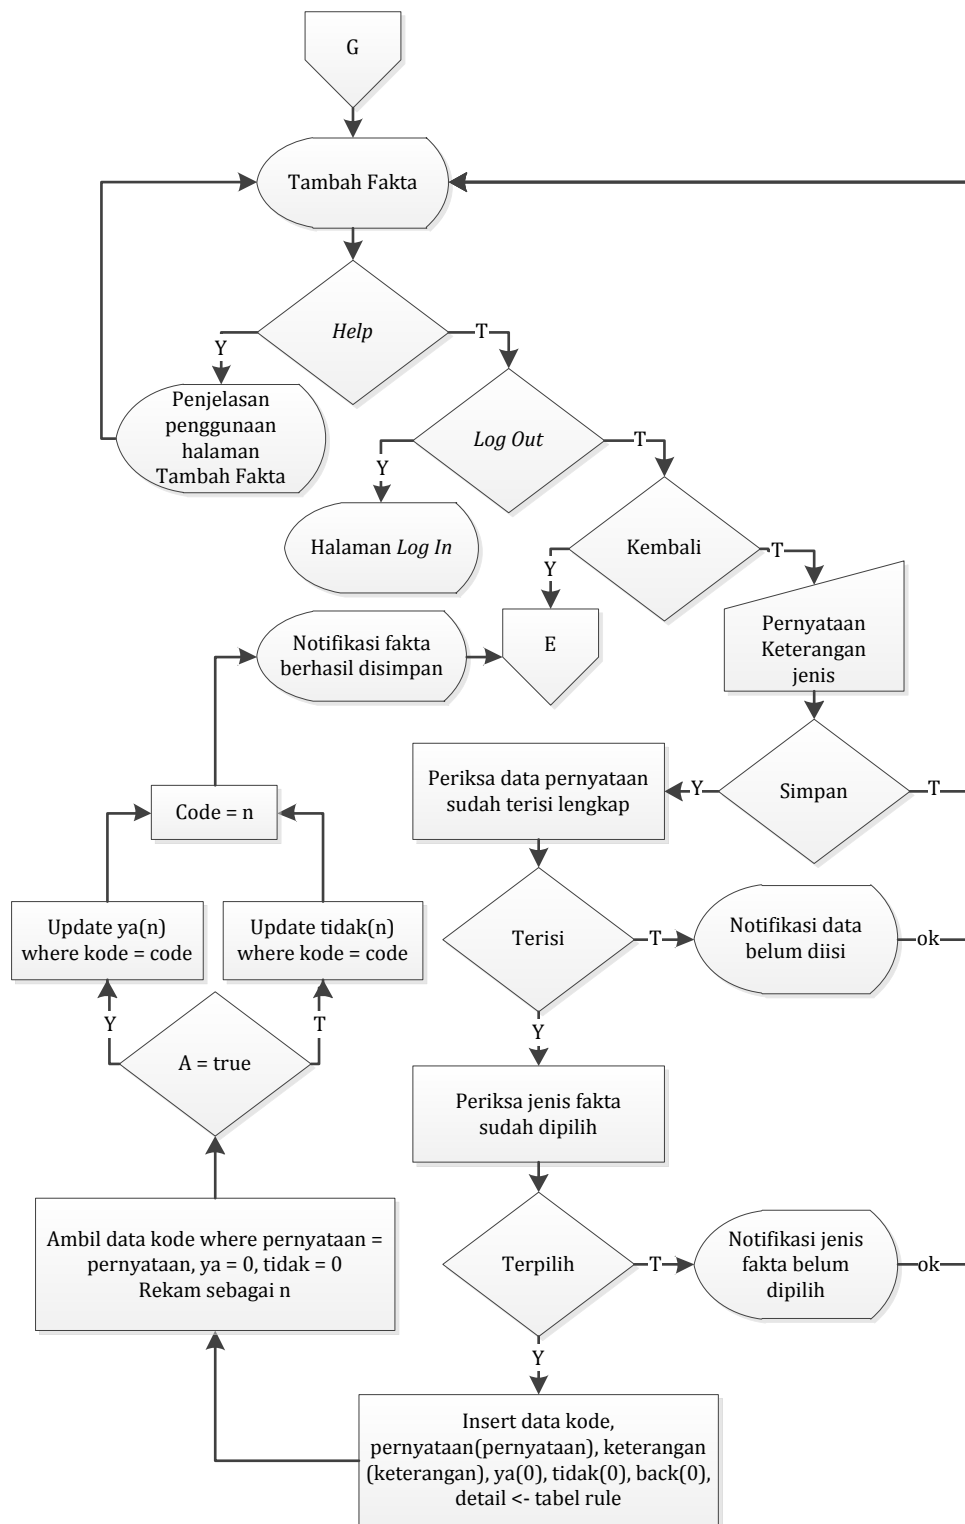 G
Tambah Fakta
Help
Y
T
Penjelasan
penggunaan
halaman
Tambah Fakta
Log Out
Y
T
Halaman Log In
Kembali
Y
T
Pernyataan
Keterangan
jenis
Notifikasi fakta
berhasil disimpan
E
Simpan
Y
T
Periksa data pernyataan
sudah terisi lengkap
Code = n
Terisi
T
Notifikasi data
belum diisi
ok
Update ya(n)
where kode = code
Update tidak(n)
where kode = code
Y
Y
T
A = true
Periksa jenis fakta
sudah dipilih
Terpilih
T
Notifikasi jenis
fakta belum
dipilih
ok
Ambil data kode where pernyataan =
pernyataan, ya = 0, tidak = 0
Rekam sebagai n
Y
Insert data kode,
pernyataan(pernyataan), keterangan
(keterangan), ya(0), tidak(0), back(0),
detail <- tabel rule